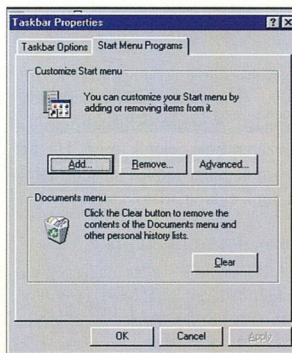 Taskbar Properties
Taskbar Options Start Menu Programs
Customize Start menu
You can customize your Start menu by
adding or removing items from it.
Add... Remove... Advanced...
Documents menu
Click the Clear button to remove the
contents of the Documents menu and
other personal history lists.
Clear
OK Cancel Apply